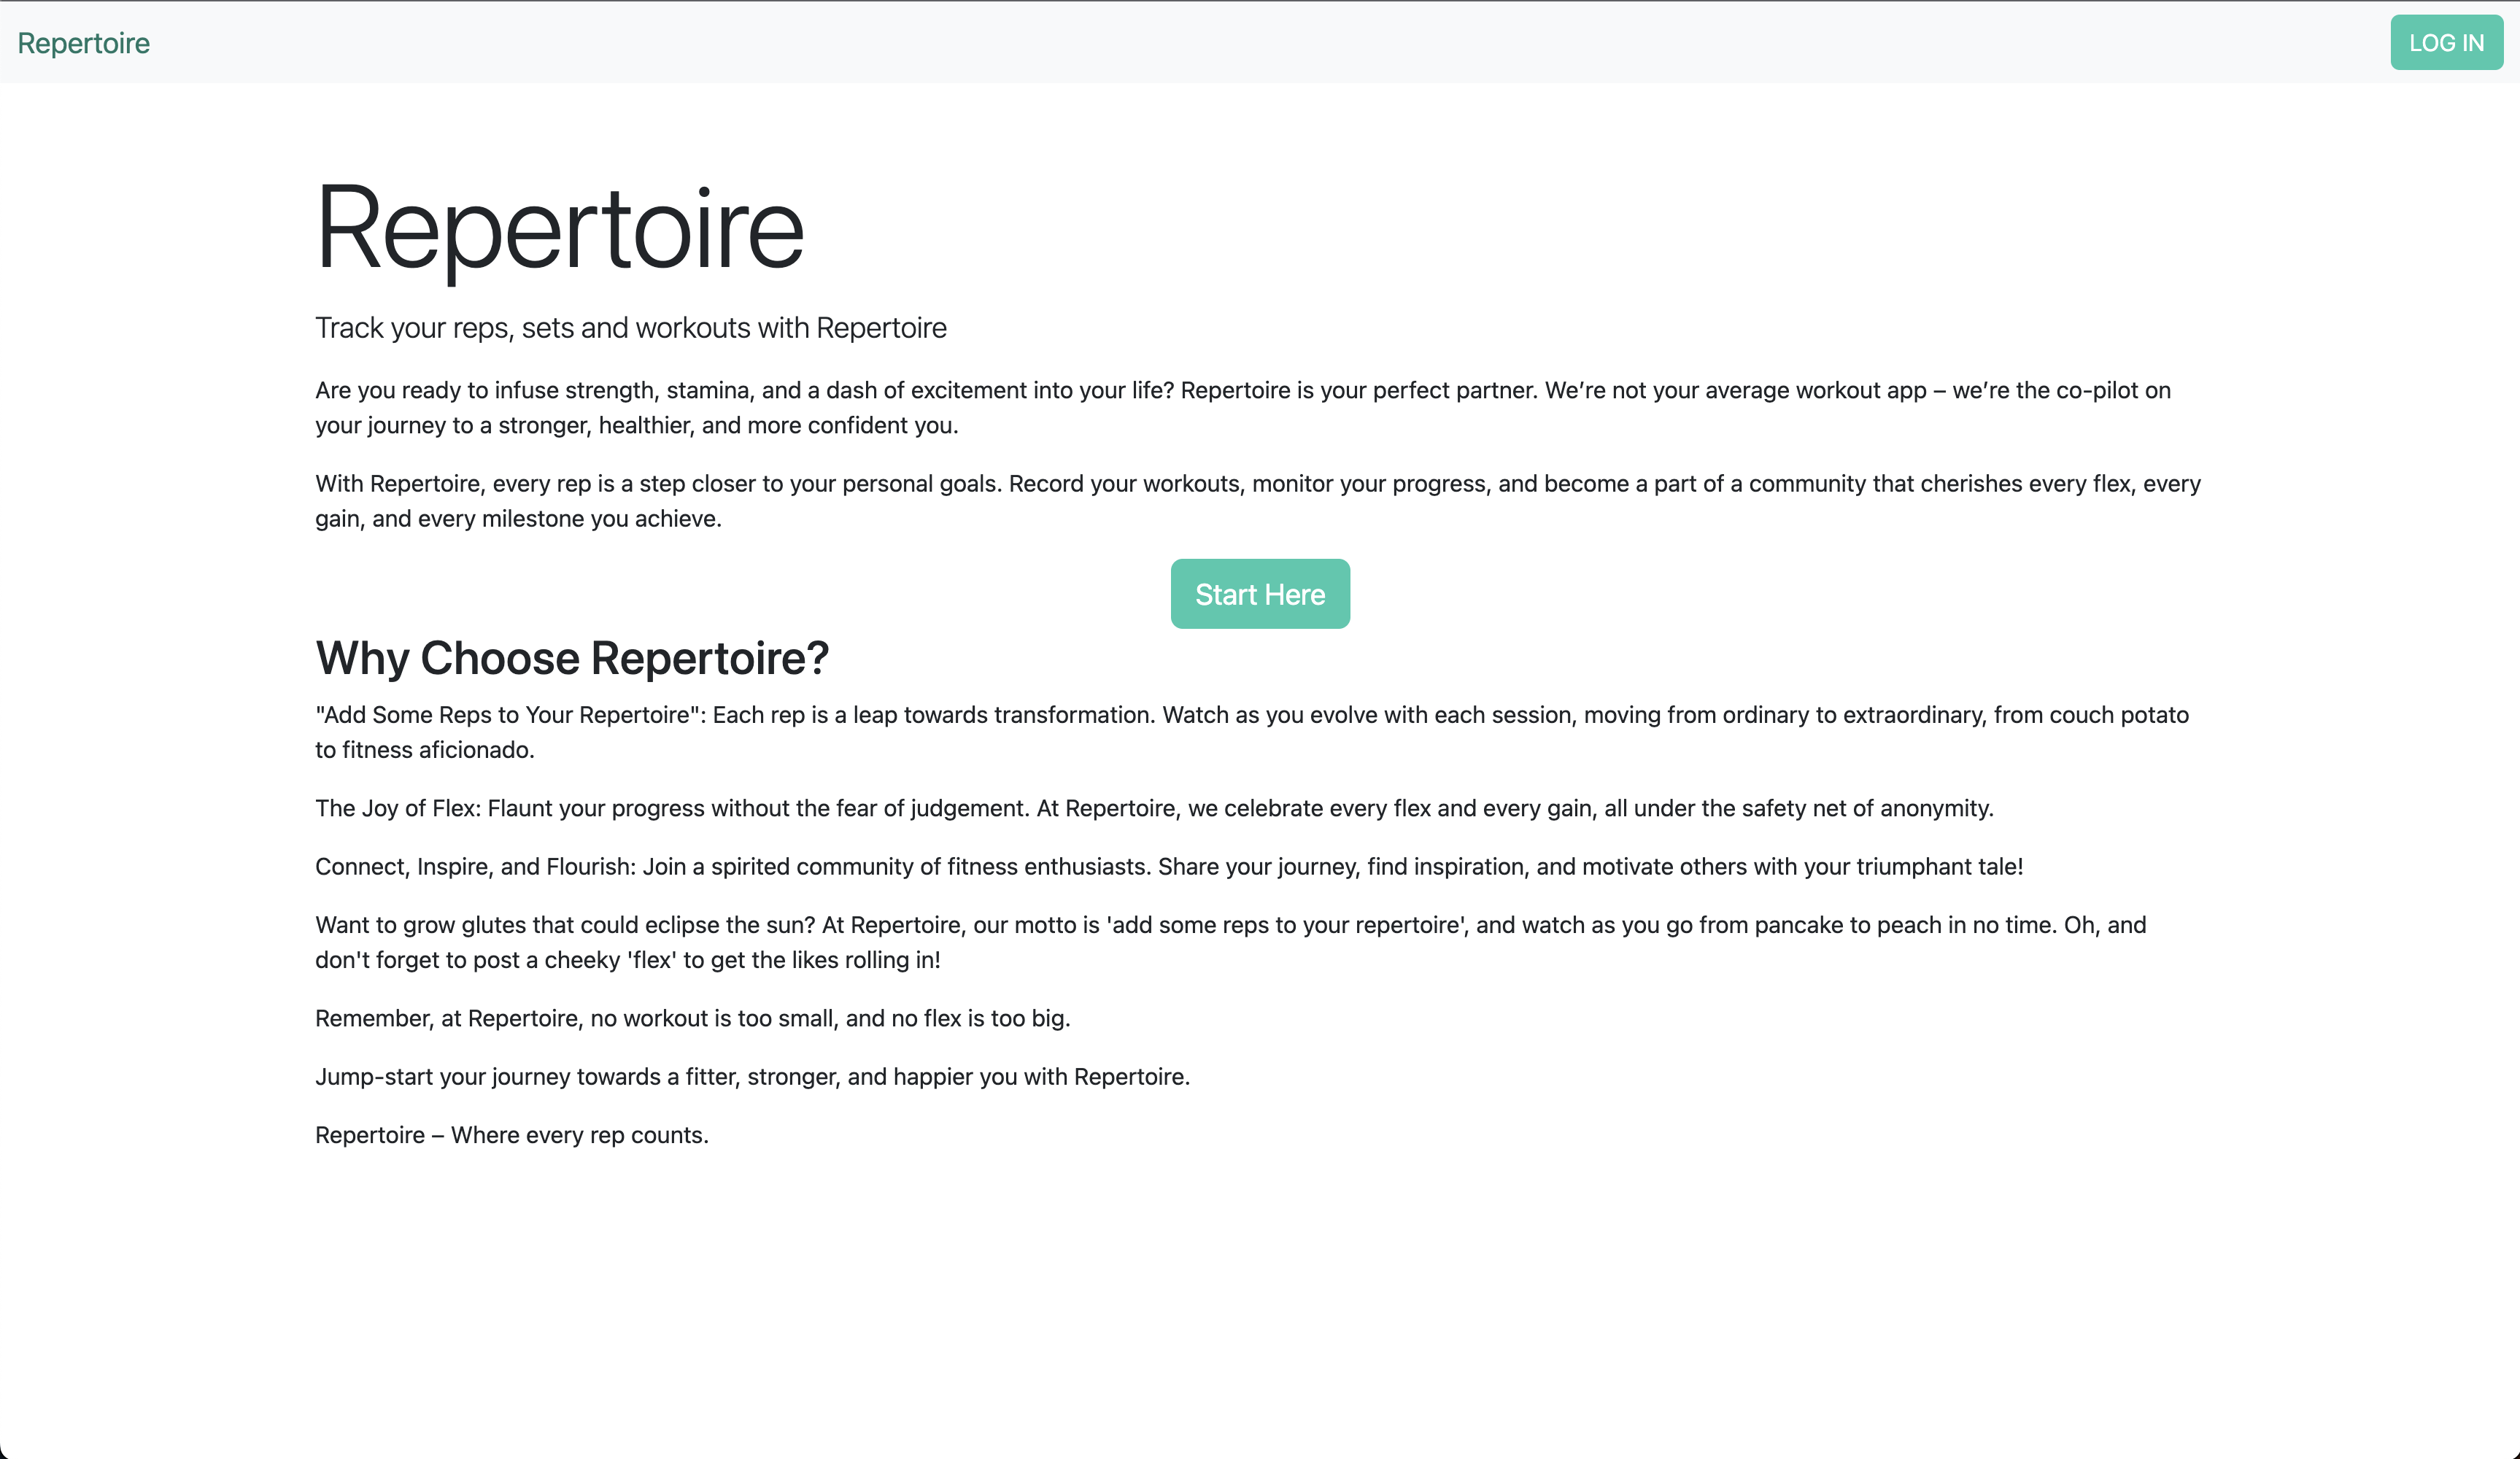 Repertoire
LOG IN
Repertoire
Track your reps, sets and workouts with Repertoire
Are you ready to infuse strength, stamina, and a dash of excitement into your life? Repertoire is your perfect partner. We’re not your average workout app – we’re the co-pilot on
your journey to a stronger, healthier, and more confident you.
With Repertoire, every rep is a step closer to your personal goals. Record your workouts, monitor your progress, and become a part of a community that cherishes every flex, every
gain, and every milestone you achieve.
Start Here
Why Choose Repertoire?
"Add Some Reps to Your Repertoire": Each rep is a leap towards transformation. Watch as you evolve with each session, moving from ordinary to extraordinary, from couch potato
to fitness aficionado.
The Joy of Flex: Flaunt your progress without the fear of judgement. At Repertoire, we celebrate every flex and every gain, all under the safety net of anonymity.
Connect, Inspire, and Flourish: Join a spirited community of fitness enthusiasts. Share your journey, find inspiration, and motivate others with your triumphant tale!
Want to grow glutes that could eclipse the sun? At Repertoire, our motto is 'add some reps to your repertoire', and watch as you go from pancake to peach in no time. Oh, and
don't forget to post a cheeky 'flex' to get the likes rolling in!
Remember, at Repertoire, no workout is too small, and no flex is too big.
Jump-start your journey towards a fitter, stronger, and happier you with Repertoire.
Repertoire – Where every rep counts.